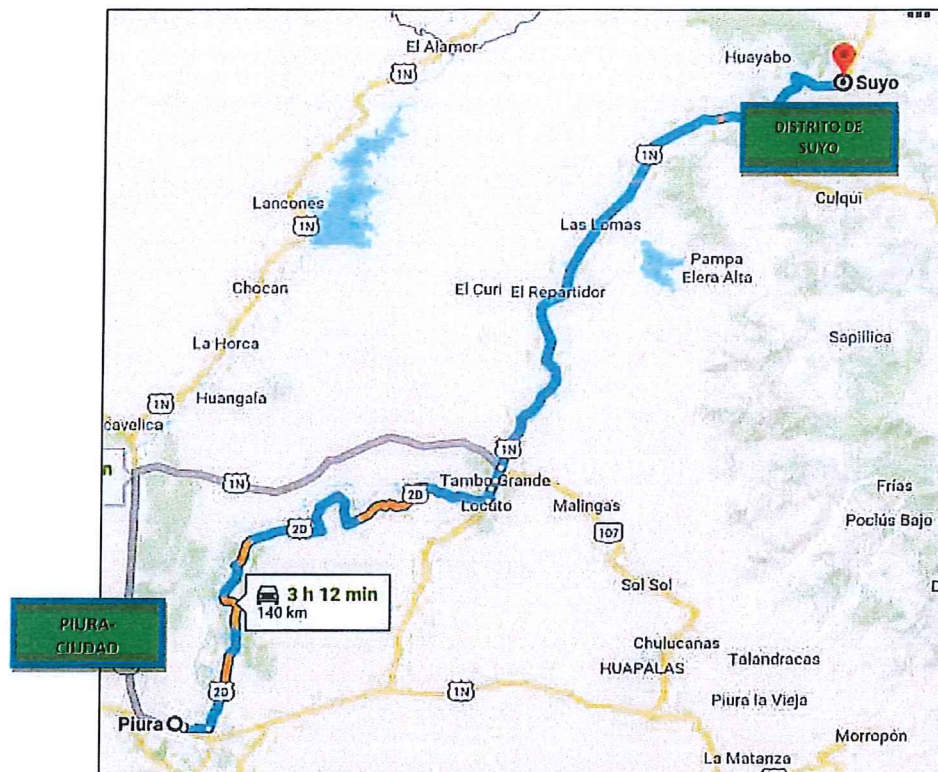 El Alamor
1N
Huayabo
Suyo
DISTRITO DE
SUYO
1N
Culqui
Lancones
1N
Las Lomas
Pampa
Elera Alta
Chocan
El Curi
El Repartidor
La Horca
Sapillica
Huangala
1N
cavelica
1N
n
1N
Tambo Grande
2D
Locuto
Malingas
Frías
Poclús Bajo
2D
107
3 h 12 min
140 km
Sol Sol
D
PIURA-
CIUDAD
Chulucanas
HUAPALAS
Talandracas
2D
1N
Piura la Vieja
Piura
Morropón
La Matanza